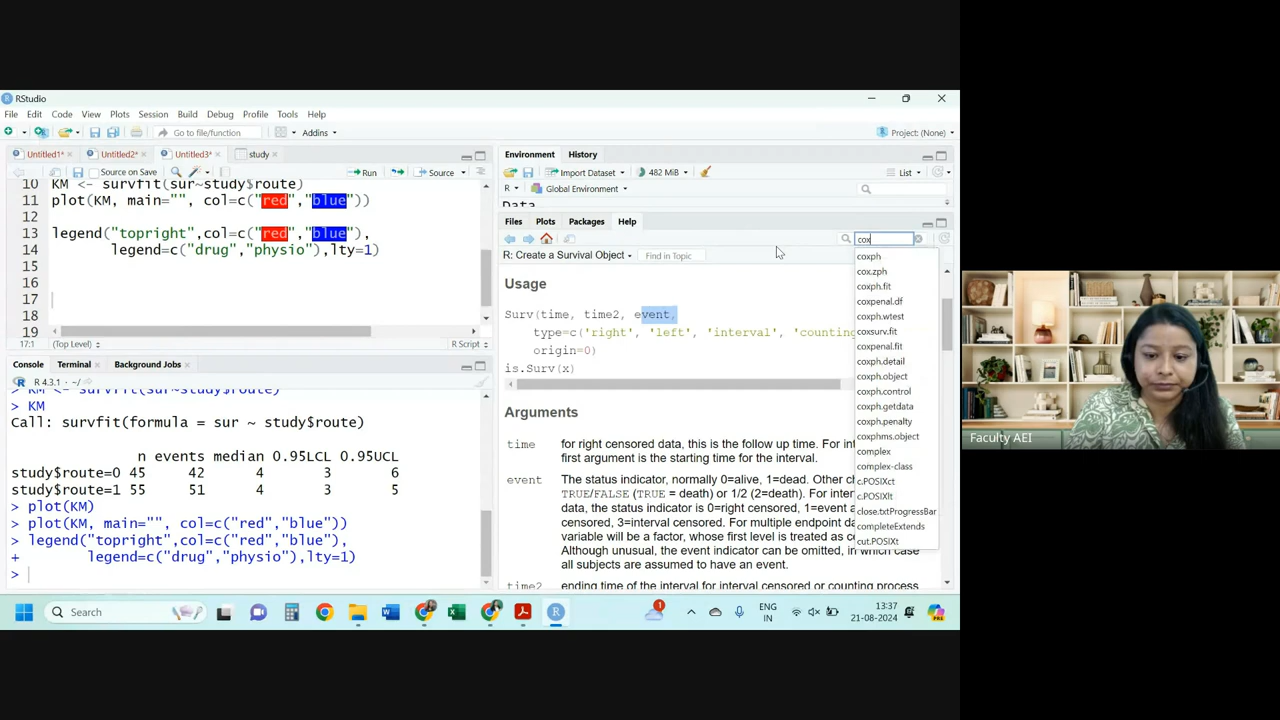 RStudio
File Edit Code View Plots Session Build Debug Profile Tools Help
Go to file/function Addins Project: (None)
Untitled1* Untitled2* Untitled3* study
Source on Save Run Source
10 KM <- survfit(sur~study$route)
11 plot(KM, main="", col=c("red","blue"))
12
13 legend("topright",col=c("red","blue"),
14 legend=c("drug","physio"),lty=1)
15
16
17
18
19
17:1 (Top Level) R Script
Console Terminal Background Jobs
R 4.3.1 · ~/
> KM <- survfit(sur~study$route)
> KM
Call: survfit(formula = sur ~ study$route)
n events median 0.95LCL 0.95UCL
study$route=0 45 42 4 3 6
study$route=1 55 51 4 3 5
> plot(KM)
> plot(KM, main="", col=c("red","blue"))
> legend("topright",col=c("red","blue"),
+ legend=c("drug","physio"),lty=1)
>
Environment History
Import Dataset 482 MiB List
R Global Environment
Data
Files Plots Packages Help
cox
R: Create a Survival Object Find in Topic
Usage
Surv(time, time2, event,
type=c('right', 'left', 'interval', 'counting
origin=0)
is.Surv(x)
Arguments
time for right censored data, this is the follow up time. For int
first argument is the starting time for the interval.
event The status indicator, normally 0=alive, 1=dead. Other ch
TRUE/FALSE (TRUE = death) or 1/2 (2=death). For inter
data, the status indicator is 0=right censored, 1=event a
censored, 3=interval censored. For multiple endpoint da
variable will be a factor, whose first level is treated as ce
Although unusual, the event indicator can be omitted, in which case
all subjects are assumed to have an event.
time2 ending time of the interval for interval censored or counting process
coxph
cox.zph
coxph.fit
coxpenal.df
coxph.wtest
coxsurv.fit
coxpenal.fit
coxph.detail
coxph.object
coxph.control
coxph.getdata
coxph.penalty
coxphms.object
complex
complex-class
c.POSIXct
c.POSIXlt
close.txtProgressBar
completeExtends
cut.POSIXt
Search
1
ENG
IN
13:37
21-08-2024
Faculty AEI